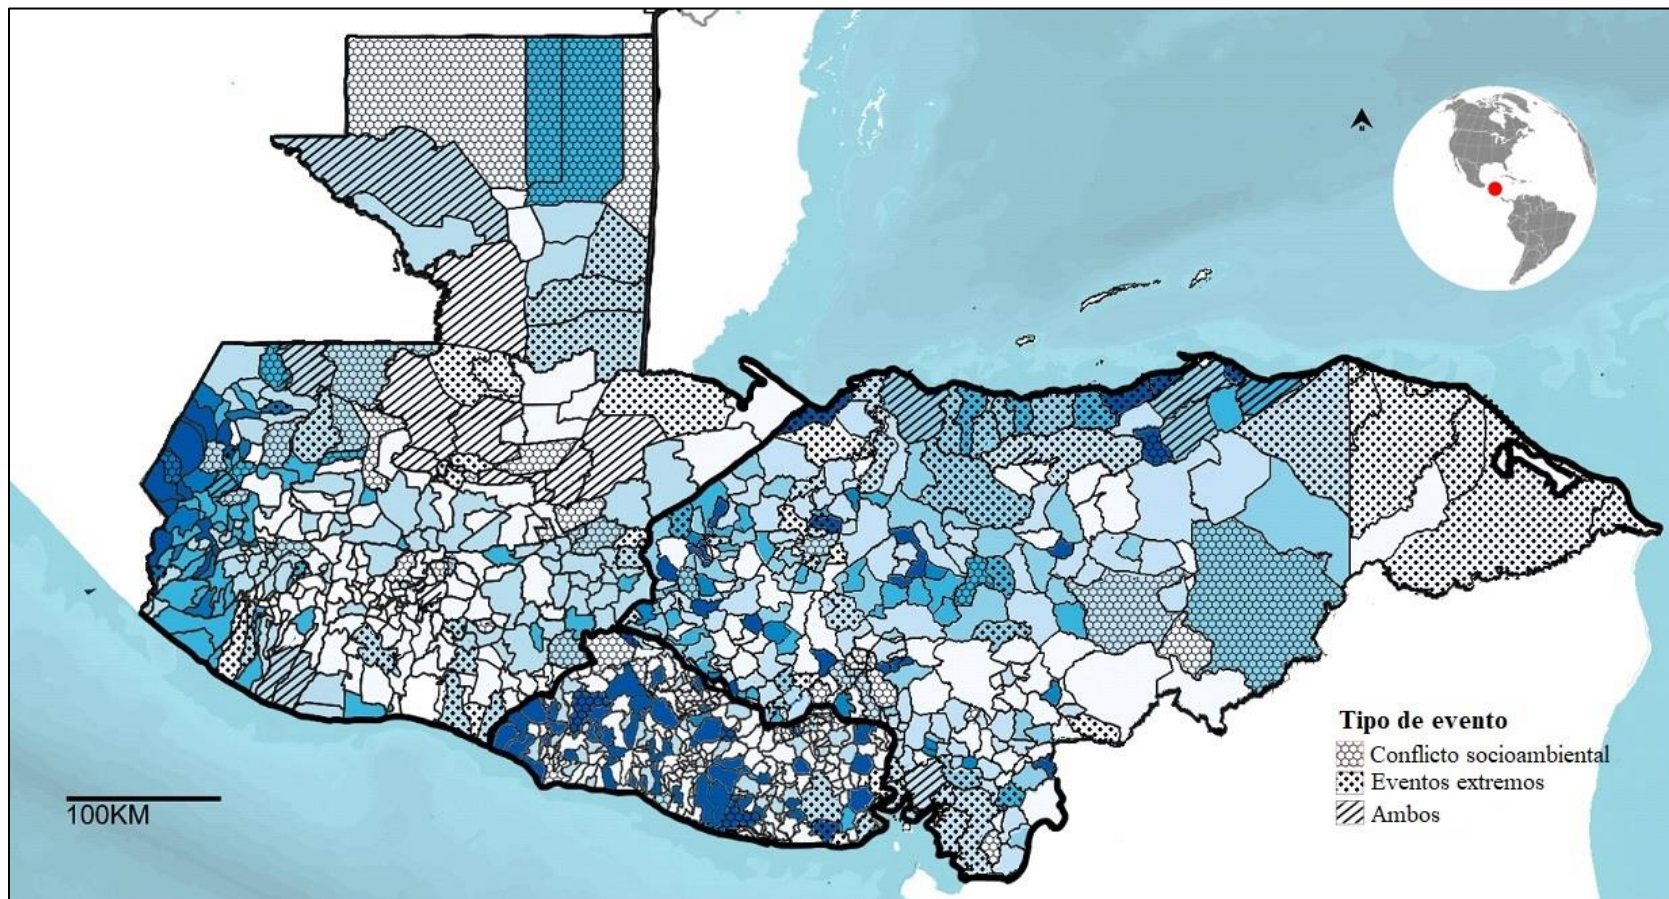 N
Tipo de evento
Conflicto socioambiental
Eventos extremos
Ambos
100KM